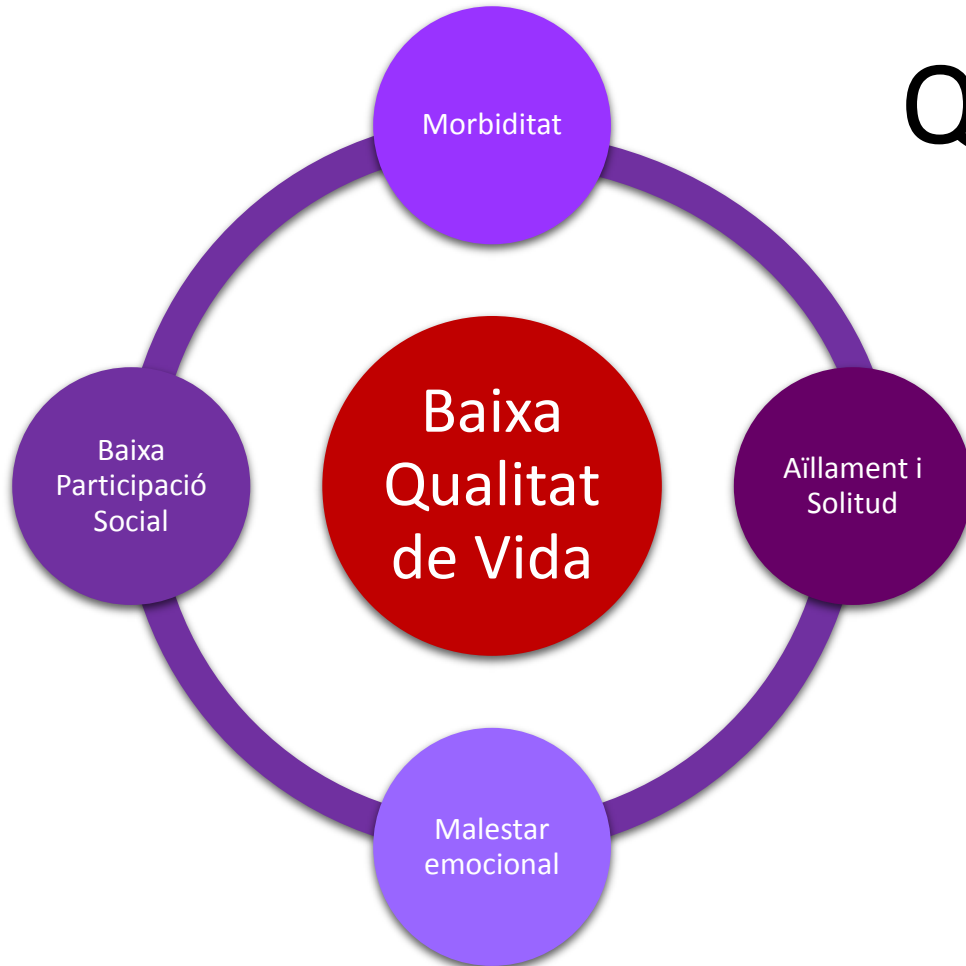 Q
Morbiditat
Baixa
Participació
Social
Baixa
Qualitat
de Vida
Aïllament i
Solitud
Malestar
emocional